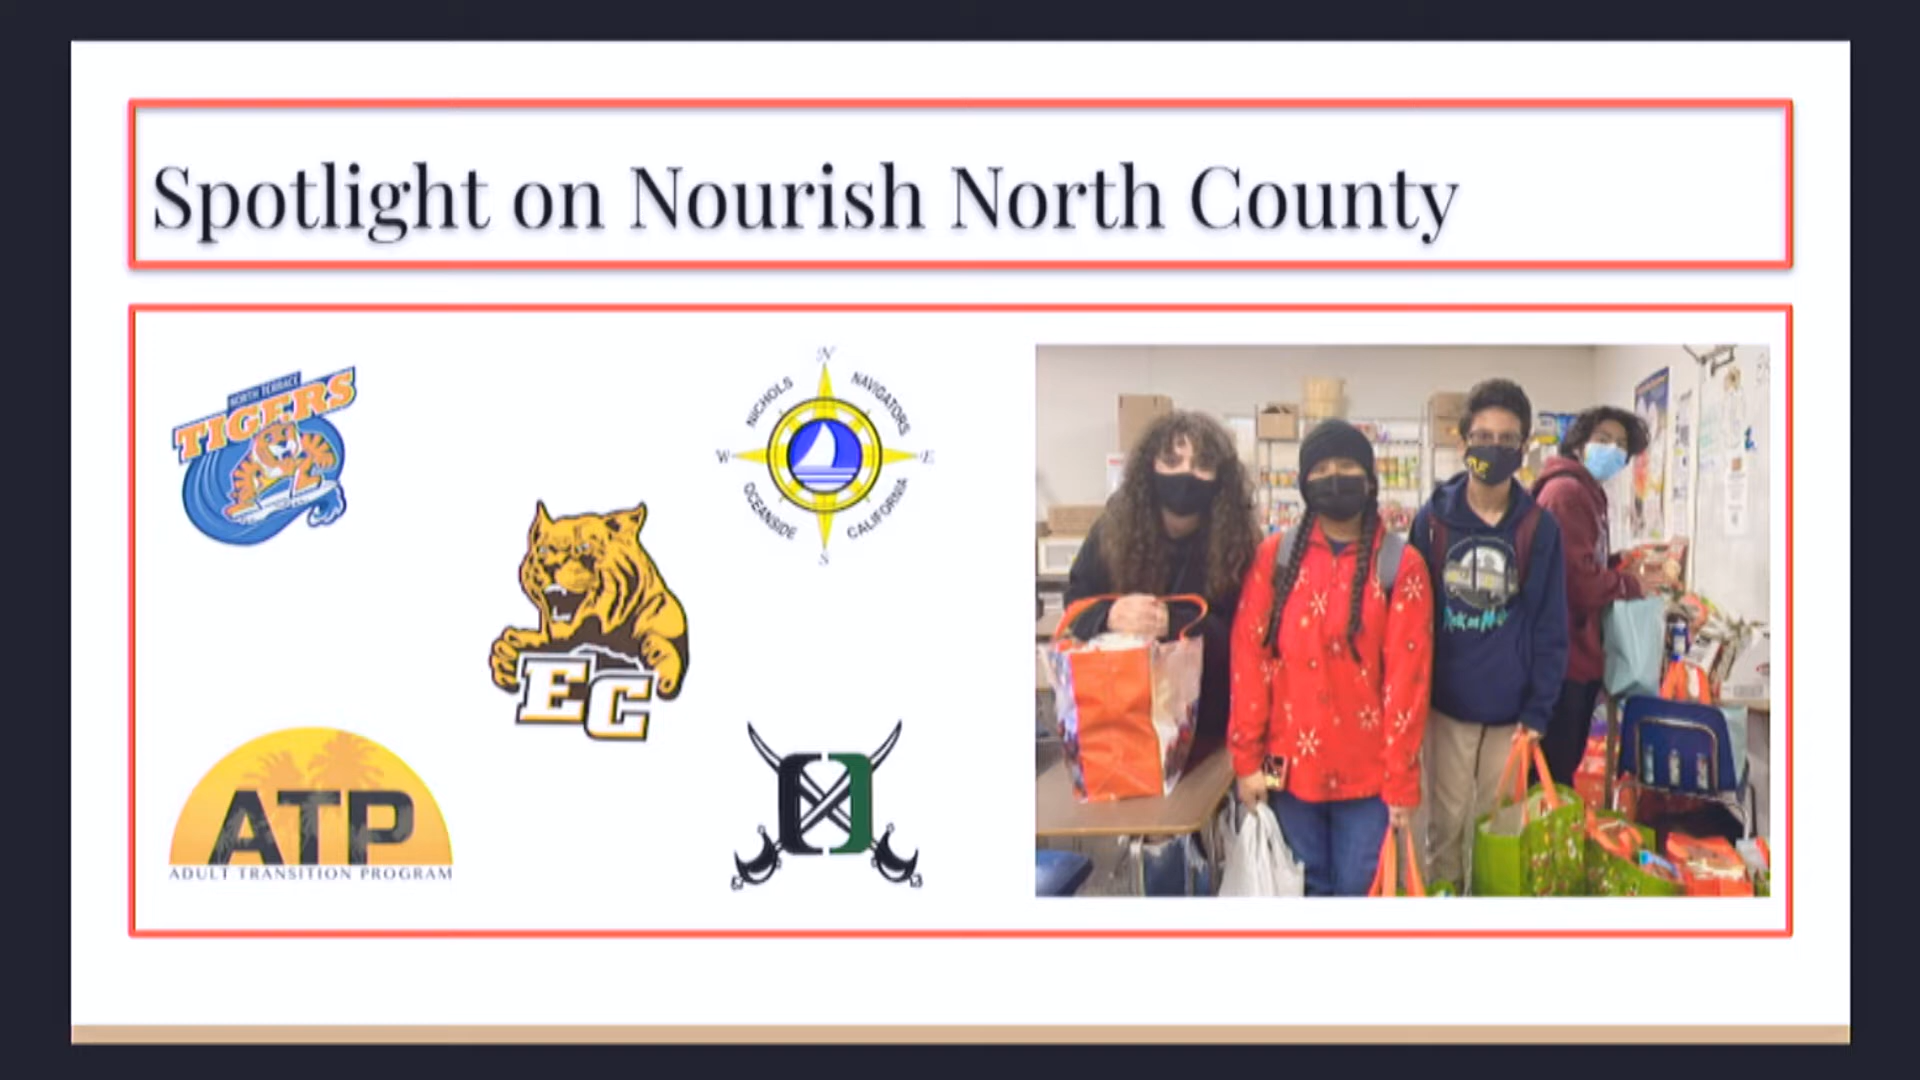 Spotlight on Nourish North County
NORTH TERRACE
TIGERS
N
NICHOLS NAVIGATORS
W E
OCEANSIDE CALIFORNIA
S
EC
ATP
ADULT TRANSITION PROGRAM